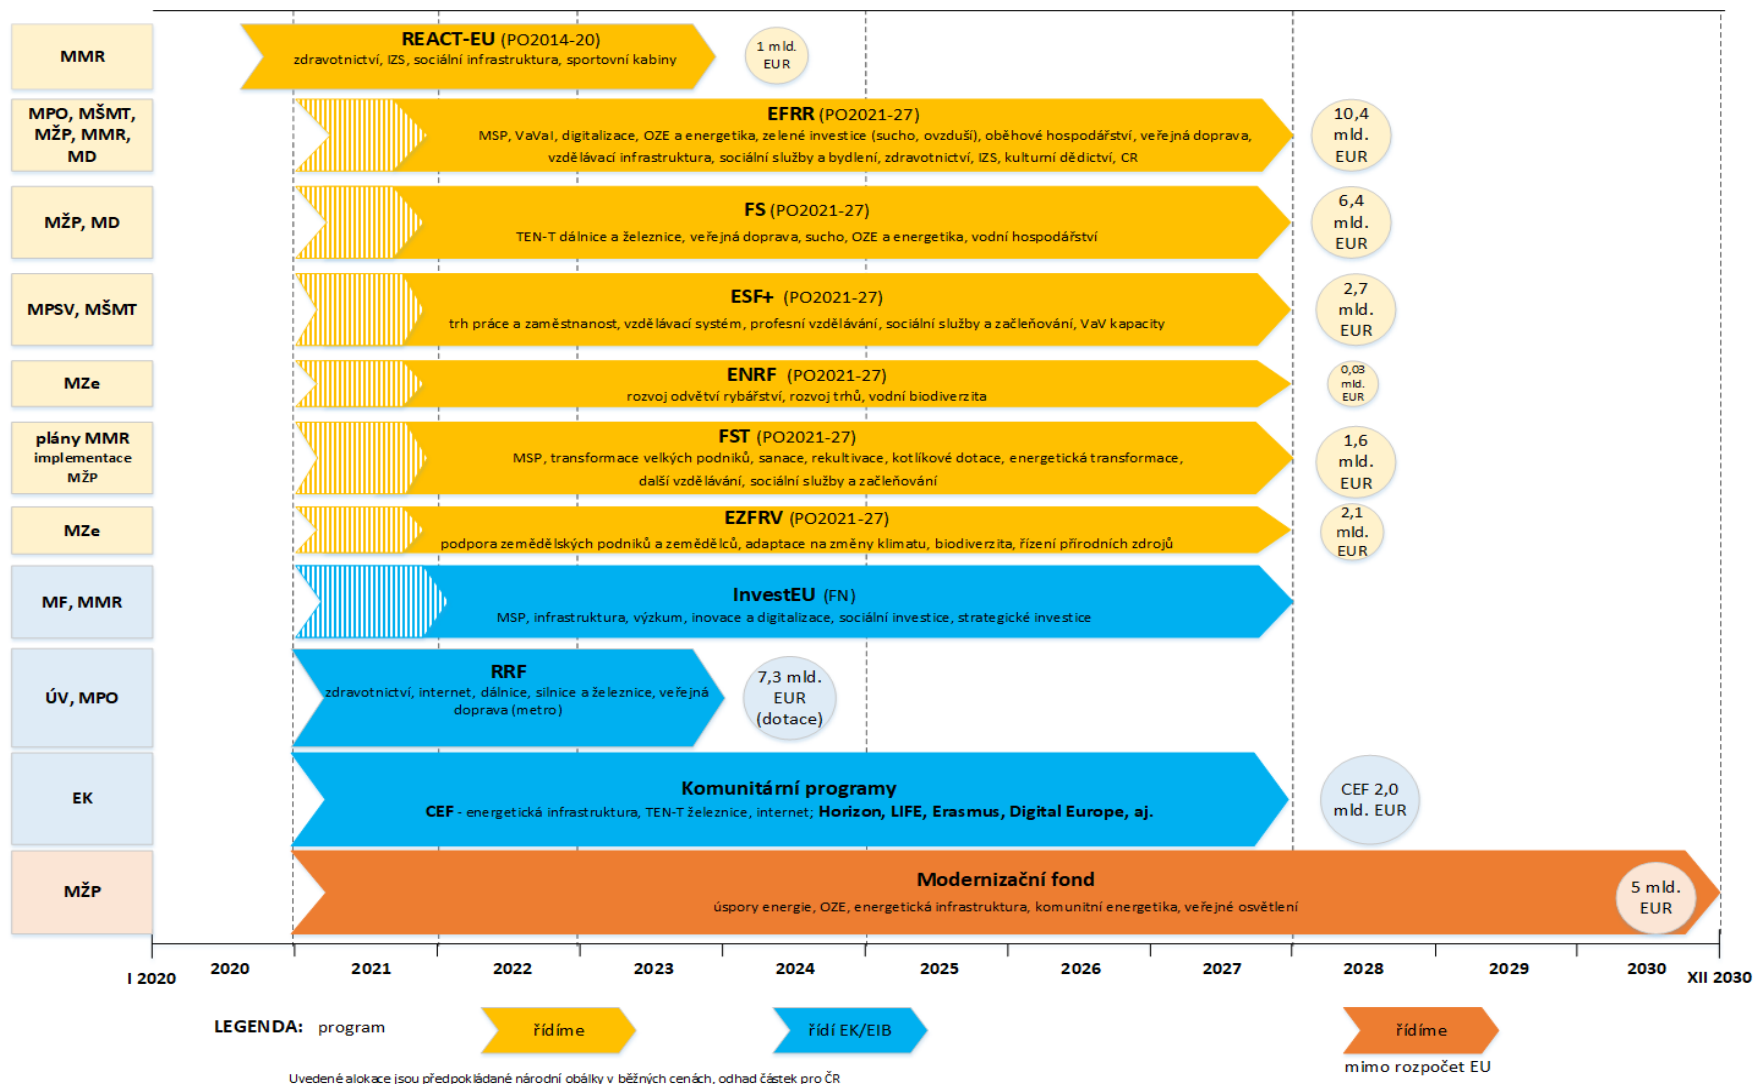 MMR
REACT-EU (PO2014-20)
zdravotnictví, IZS, sociální infrastruktura, sportovní kabiny
1 mld.
EUR
MPO, MŠMT,
MŽP, MMR,
MD
EFRR (PO2021-27)
MSP, VaVaI, digitalizace, OZE a energetika, zelené investice (sucho, ovzduší), oběhové hospodářství, veřejná doprava,
vzdělávací infrastruktura, sociální služby a bydlení, zdravotnictví, IZS, kulturní dědictví, CR
10,4
mld.
EUR
MŽP, MD
FS (PO2021-27)
TEN-T dálnice a železnice, veřejná doprava, sucho, OZE a energetika, vodní hospodářství
6,4
mld.
EUR
MPSV, MŠMT
ESF+ (PO2021-27)
trh práce a zaměstnanost, vzdělávací systém, profesní vzdělávání, sociální služby a začleňování, VaV kapacity
2,7
mld.
EUR
MZe
ENRF (PO2021-27)
rozvoj odvětví rybářství, rozvoj trhů, vodní biodiverzita
0,03
mld.
EUR
plány MMR
implementace
MŽP
FST (PO2021-27)
MSP, transformace velkých podniků, sanace, rekultivace, kotlíkové dotace, energetická transformace,
další vzdělávání, sociální služby a začleňování
1,6
mld.
EUR
MZe
EZFRV (PO2021-27)
podpora zemědělských podniků a zemědělců, adaptace na změny klimatu, biodiverzita, řízení přírodních zdrojů
2,1
mld.
EUR
MF, MMR
InvestEU (FN)
MSP, infrastruktura, výzkum, inovace a digitalizace, sociální investice, strategické investice
ÚV, MPO
RRF
zdravotnictví, internet, dálnice, silnice a železnice, veřejná
doprava (metro)
7,3 mld.
EUR
(dotace)
EK
Komunitární programy
CEF - energetická infrastruktura, TEN-T železnice, internet; Horizon, LIFE, Erasmus, Digital Europe, aj.
CEF 2,0
mld. EUR
MŽP
Modernizační fond
úspory energie, OZE, energetická infrastruktura, komunitní energetika, veřejné osvětlení
5 mld.
EUR
I 2020 2020 2021 2022 2023 2024 2025 2026 2027 2028 2029 2030 XII 2030
LEGENDA: program
řídíme
řídí EK/EIB
řídíme
mimo rozpočet EU
Uvedené alokace jsou předpokládané národní obálky v běžných cenách, odhad částek pro ČR